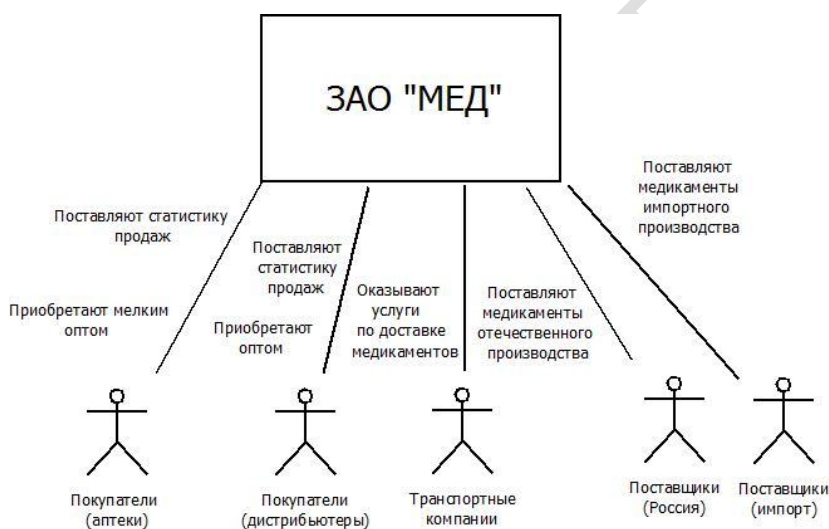 ЗАО "МЕД"
Поставляют статистику
продаж
Приобретают мелким
оптом
Поставляют
статистику
продаж
Приобретают
оптом
Оказывают
услуги
по доставке
медикаментов
Поставляют
медикаменты
отечественного
производства
Поставляют
медикаменты
импортного
производства
Покупатели
(аптеки)
Покупатели
(дистрибьютеры)
Транспортные
компании
Поставщики
(Россия)
Поставщики
(импорт)